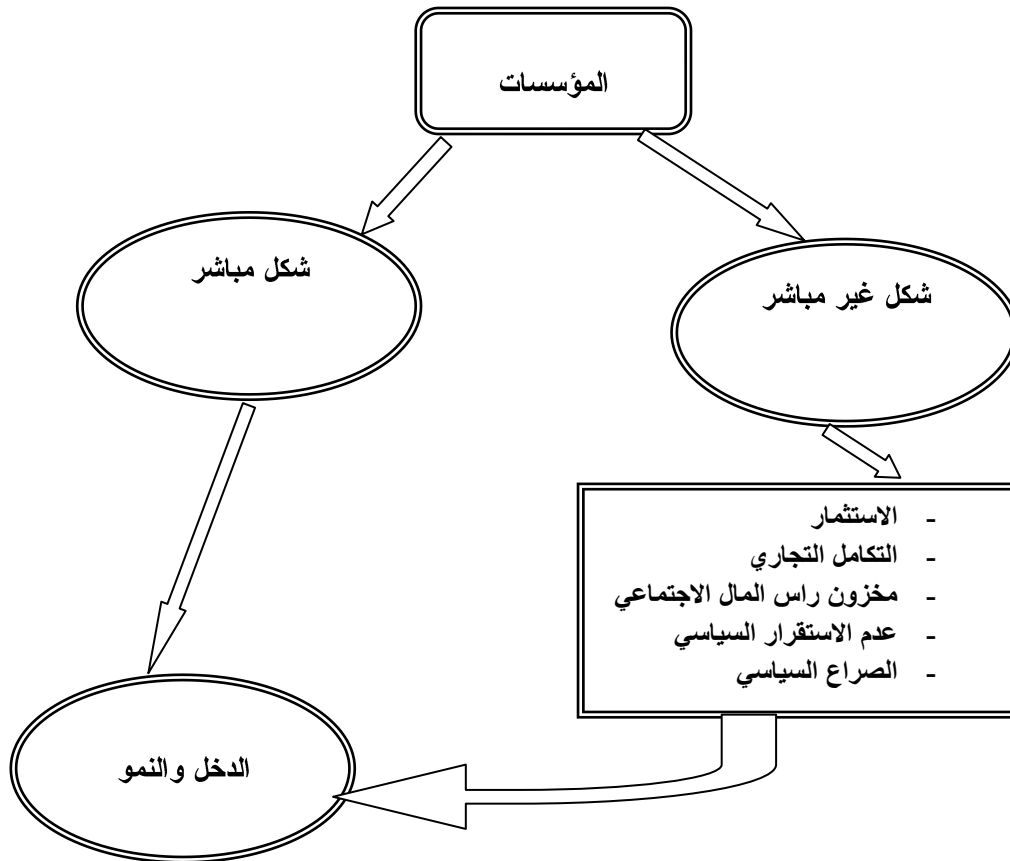 المؤسسات
شكل غير مباشر
شكل مباشر
- الاستثمار
- التكامل التجاري
- مخزون راس المال الاجتماعي
- عدم الاستقرار السياسي
- الصراع السياسي
الدخل والنمو